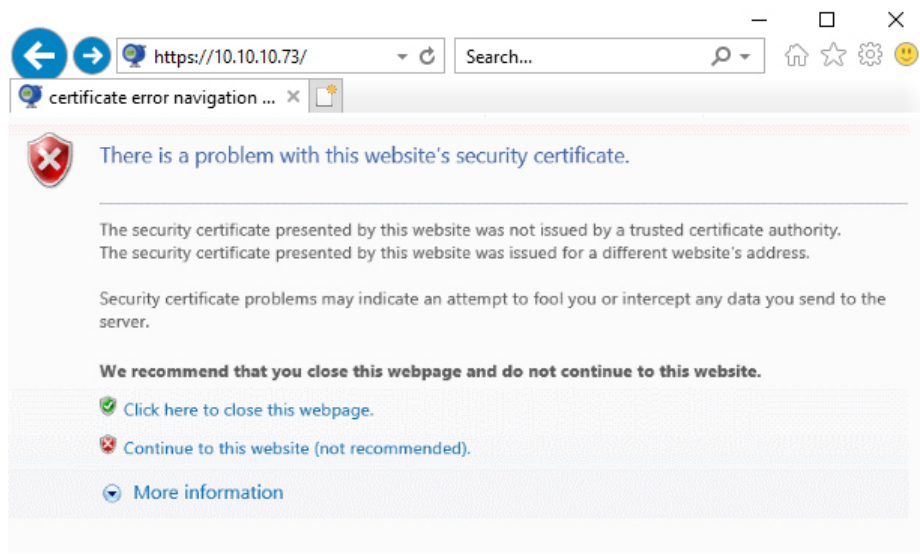 https://10.10.10.73/
Search...
certificate error navigation ...
There is a problem with this website's security certificate.
The security certificate presented by this website was not issued by a trusted certificate authority.
The security certificate presented by this website was issued for a different website's address.
Security certificate problems may indicate an attempt to fool you or intercept any data you send to the
server.
We recommend that you close this webpage and do not continue to this website.
Click here to close this webpage.
Continue to this website (not recommended).
More information